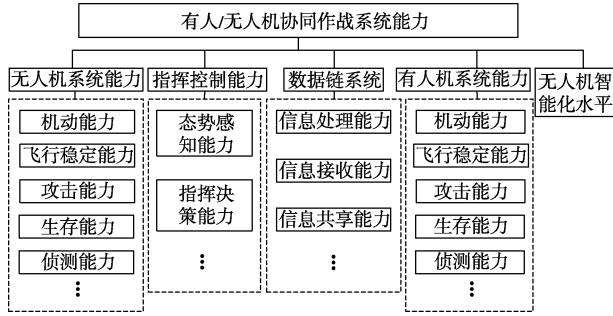 有人/无人机协同作战系统能力
无人机系统能力
指挥控制能力
数据链系统
有人机系统能力
无人机智
能化水平
机动能力
飞行稳定能力
攻击能力
生存能力
侦测能力
态势感
知能力
指挥决
策能力
信息处理能力
信息接收能力
信息共享能力
机动能力
飞行稳定能力
攻击能力
生存能力
侦测能力